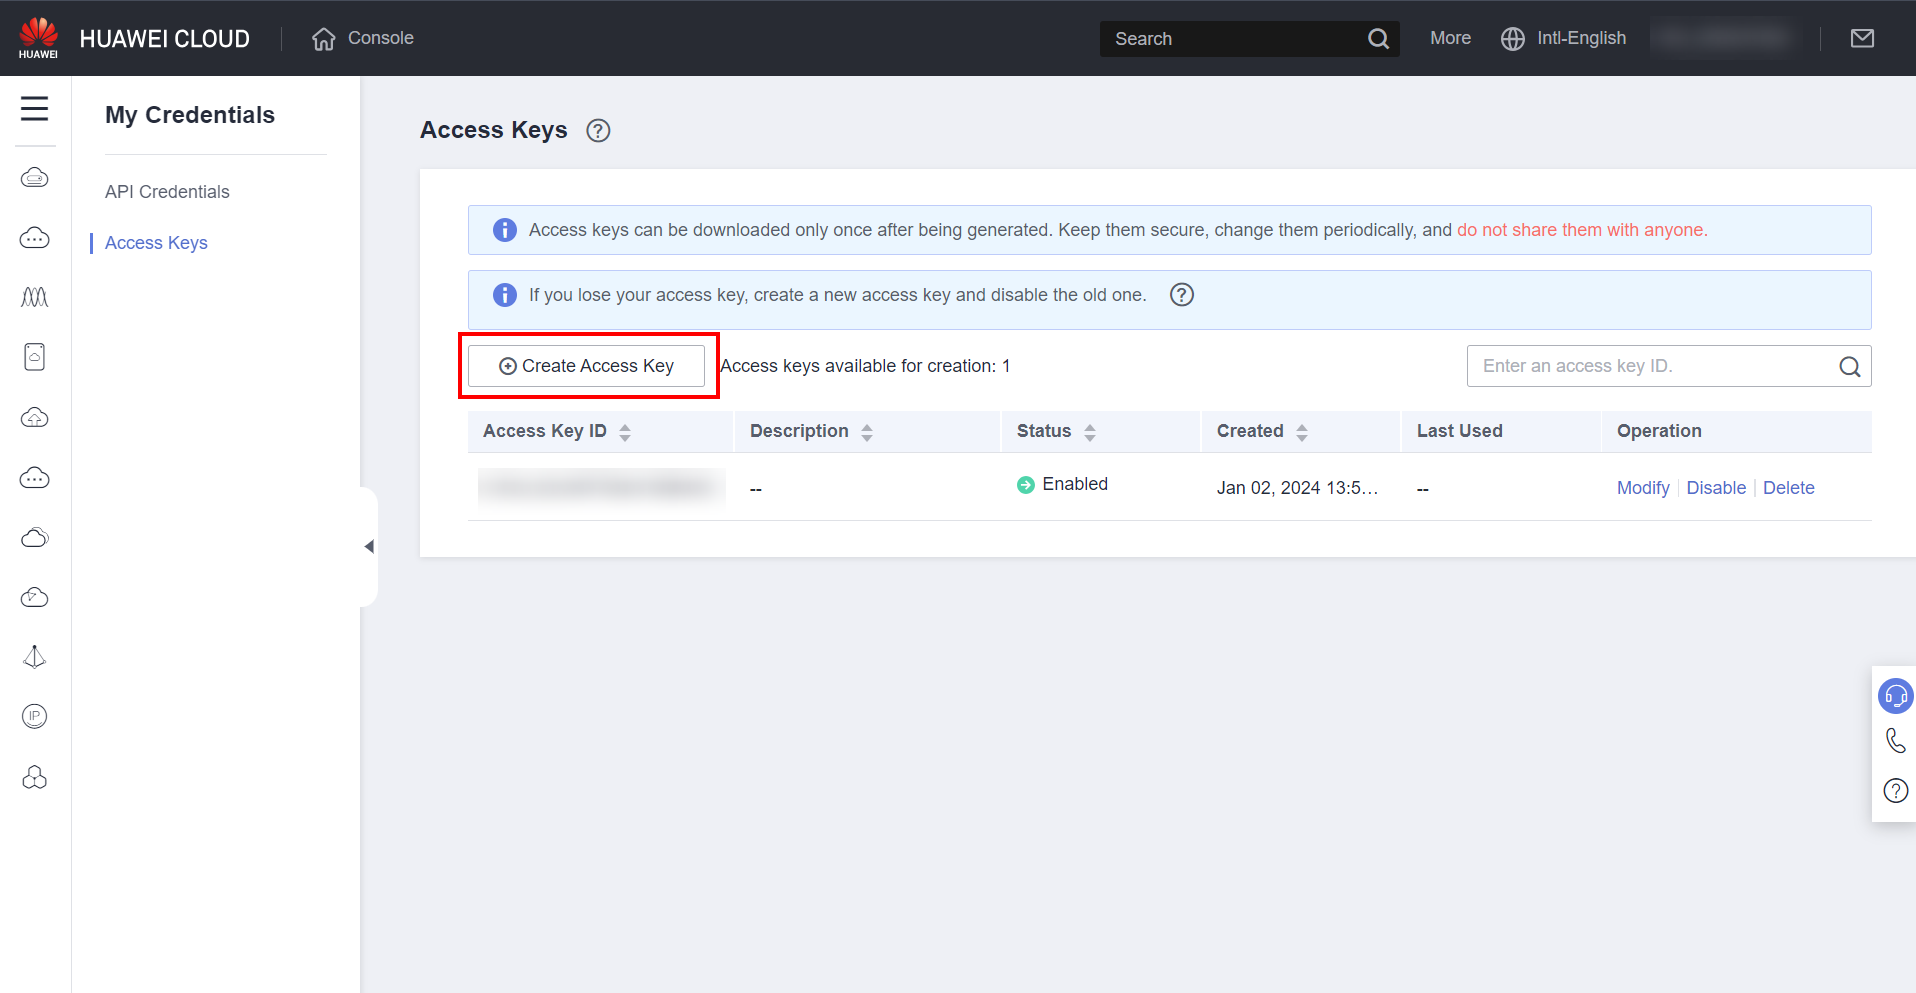 HUAWEI
HUAWEI CLOUD
Console
Search
More
Intl-English
My Credentials
API Credentials
Access Keys
Access Keys
Access keys can be downloaded only once after being generated. Keep them secure, change them periodically, and do not share them with anyone.
If you lose your access key, create a new access key and disable the old one.
Create Access Key
Access keys available for creation: 1
Enter an access key ID.
Access Key ID
Description
Status
Created
Last Used
Operation
--
Enabled
Jan 02, 2024 13:5...
--
Modify
Disable
Delete
IP